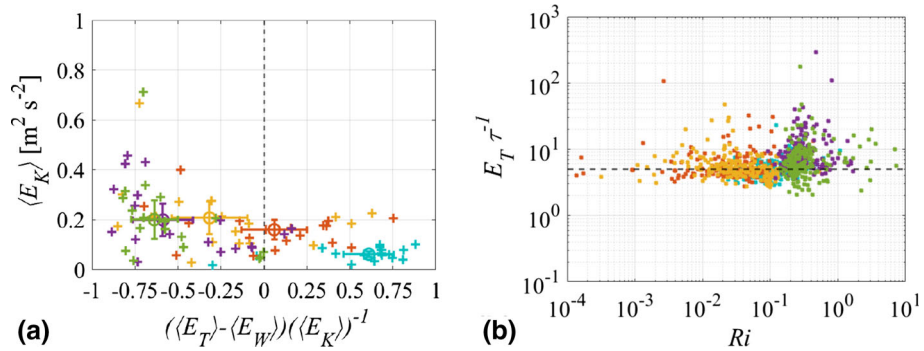 1
0.8
0.6
0.4
0.2
0
⟨E_K⟩ [m² s⁻²]
-1 -0.75 -0.5 -0.25 0 0.25 0.5 0.75 1
(⟨E_T⟩-⟨E_W⟩)(⟨E_K⟩)⁻¹
(a)
10³
10²
10¹
10⁰
10⁻¹
E_T τ⁻¹
10⁻⁴ 10⁻³ 10⁻² 10⁻¹ 10⁰ 10¹
Ri
(b)